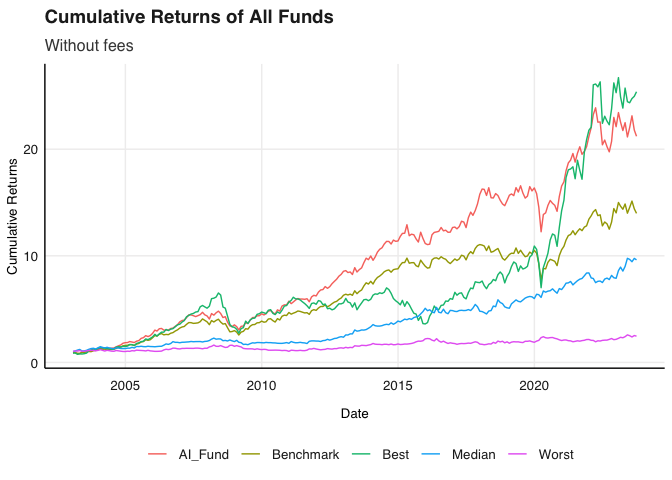 Cumulative Returns of All Funds
Without fees
Cumulative Returns
20
10
0
2005 2010 2015 2020
Date
AI_Fund Benchmark Best Median Worst